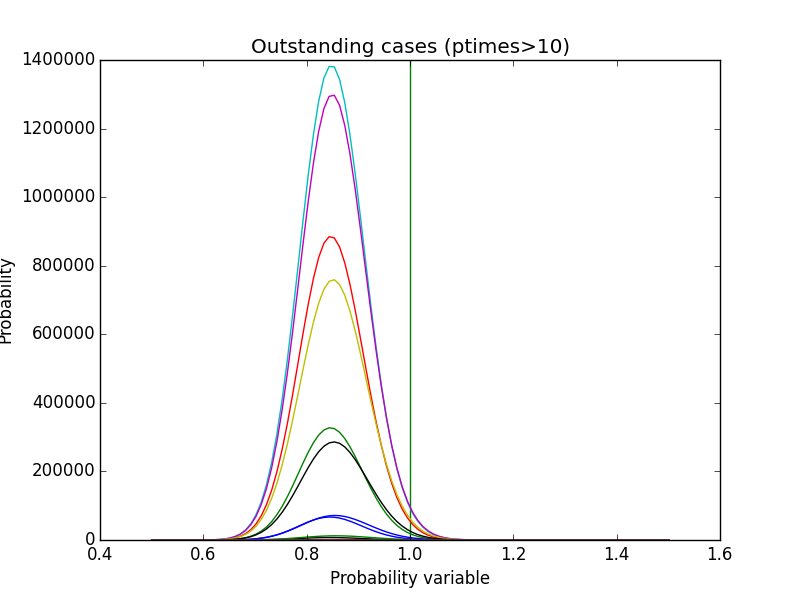 Outstanding cases (ptimes>10)
1400000
1200000
1000000
800000
600000
400000
200000
0
Probability
0.4 0.6 0.8 1.0 1.2 1.4 1.6
Probability variable